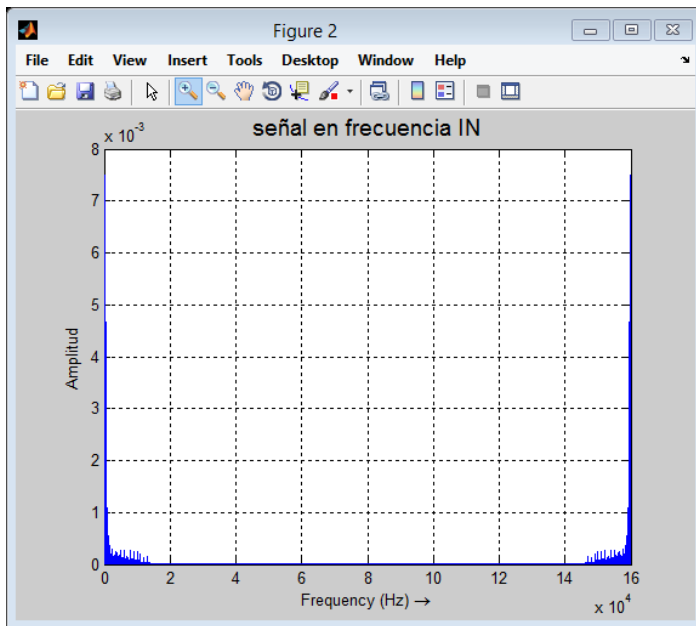 Figure 2
File Edit View Insert Tools Desktop Window Help
x 10^-3
señal en frecuencia IN
8
7
6
5
4
3
2
1
0
Amplitud
0 2 4 6 8 10 12 14 16
Frequency (Hz) →
x 10^4